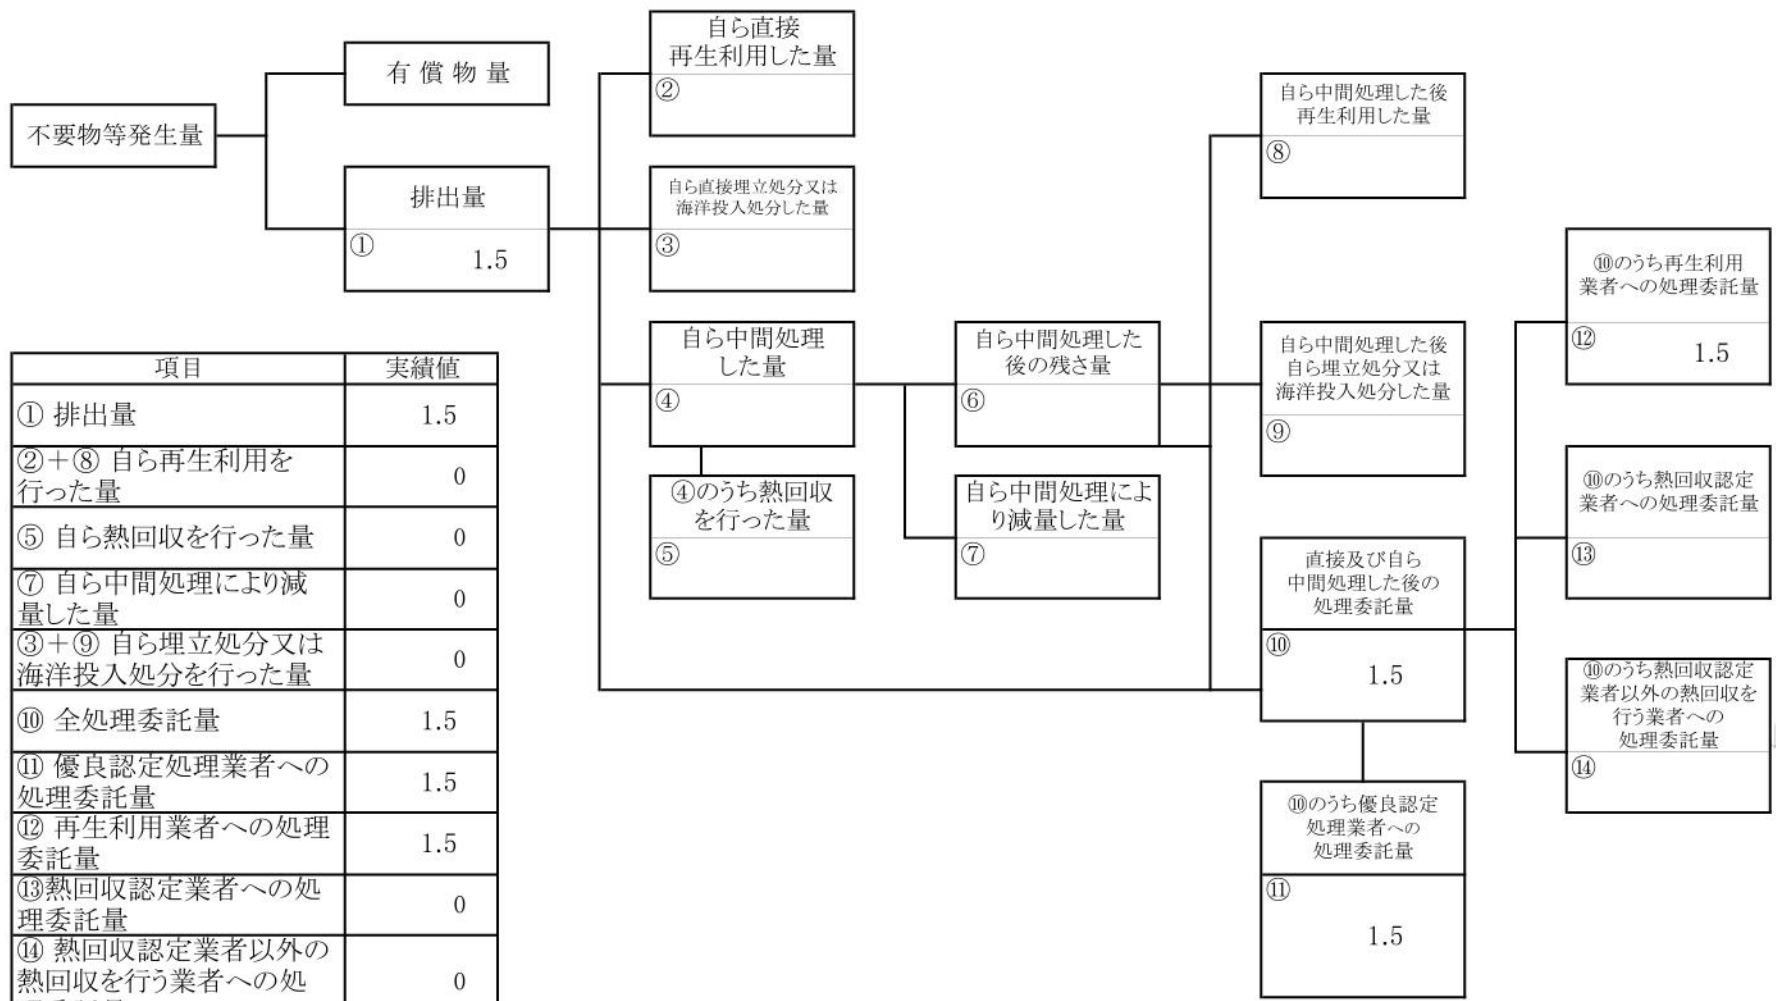 不要物等発生量
有償物量
排出量
①
1.5
自ら直接
再生利用した量
②
自ら直接埋立処分又は
海洋投入処分した量
③
自ら中間処理
した量
④
④のうち熱回収
を行った量
⑤
自ら中間処理した
後の残さ量
⑥
自ら中間処理によ
り減量した量
⑦
自ら中間処理した後
再生利用した量
⑧
自ら中間処理した後
自ら埋立処分又は
海洋投入処分した量
⑨
直接及び自ら
中間処理した後の
処理委託量
⑩
1.5
⑩のうち優良認定
処理業者への
処理委託量
⑪
1.5
⑩のうち再生利用
業者への処理委託量
⑫
1.5
⑩のうち熱回収認定
業者への処理委託量
⑬
⑩のうち熱回収認定
業者以外の熱回収を
行う業者への
処理委託量
⑭
項目 実績値
① 排出量 1.5
②＋⑧ 自ら再生利用を
行った量 0
⑤ 自ら熱回収を行った量 0
⑦ 自ら中間処理により減
量した量 0
③＋⑨ 自ら埋立処分又は
海洋投入処分を行った量 0
⑩ 全処理委託量 1.5
⑪ 優良認定処理業者への
処理委託量 1.5
⑫ 再生利用業者への処理
委託量 1.5
⑬熱回収認定業者への処
理委託量 0
⑭ 熱回収認定業者以外の
熱回収を行う業者への処 0